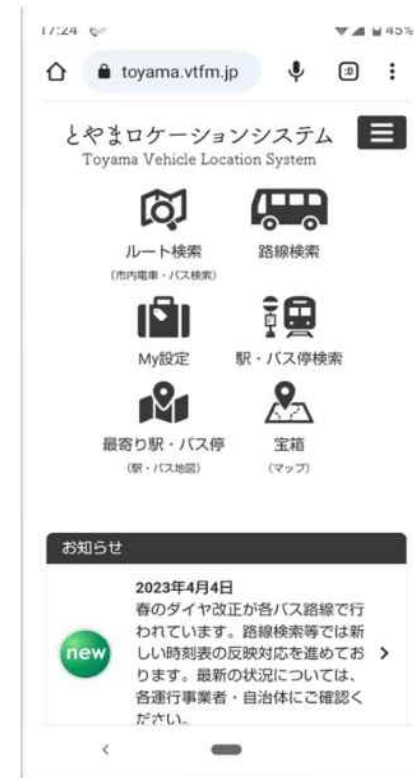 17:24
45%
toyama.vtfm.jp
:D
とやまロケーションシステム
Toyama Vehicle Location System
ルート検索
路線検索
(市内電車・バス検索)
My設定
駅・バス停検索
最寄り駅・バス停
宝箱
(駅・バス地図)
(マップ)
お知らせ
2023年4月4日
春のダイヤ改正が各バス路線で行
われています。路線検索等では新
new
しい時刻表の反映対応を進めてお
ります。最新の状況については、
各運行事業者・自治体にご確認く
ださい。